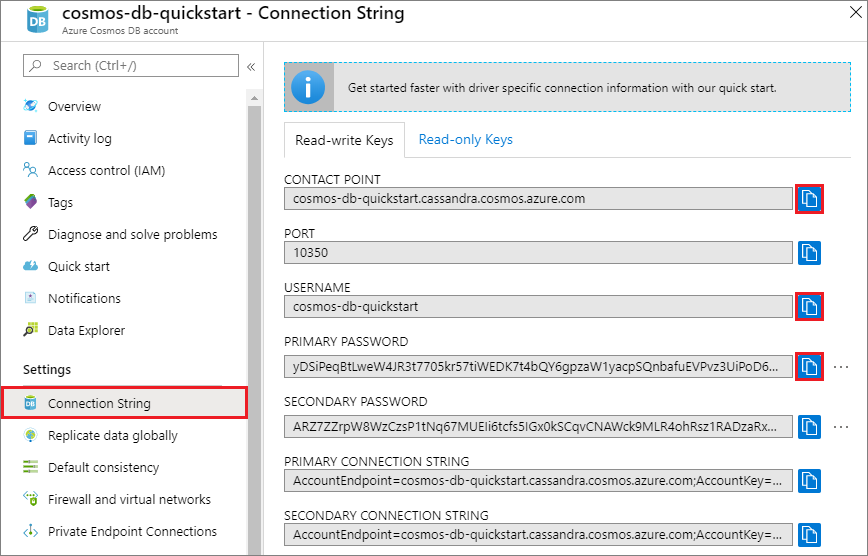 cosmos-db-quickstart - Connection String
Azure Cosmos DB account
Search (Ctrl+/)
Overview
Activity log
Access control (IAM)
Tags
Diagnose and solve problems
Quick start
Notifications
Data Explorer
Settings
Connection String
Replicate data globally
Default consistency
Firewall and virtual networks
Private Endpoint Connections
Get started faster with driver specific connection information with our quick start.
Read-write Keys
Read-only Keys
CONTACT POINT
cosmos-db-quickstart.cassandra.cosmos.azure.com
PORT
10350
USERNAME
cosmos-db-quickstart
PRIMARY PASSWORD
yDSiPeqBtLweW4JR3t7705kr57tiWEDK7t4bQY6gpzaW1yacpSQnbafuEVPvz3UiPoD6...
SECONDARY PASSWORD
ARZ7ZZrpW8WzCzsP1tNq67MUEIi6tcfs5IGx0kSCqvCNAWck9MLR4ohRsz1RADzaRx...
PRIMARY CONNECTION STRING
AccountEndpoint=cosmos-db-quickstart.cassandra.cosmos.azure.com;AccountKey=...
SECONDARY CONNECTION STRING
AccountEndpoint=cosmos-db-quickstart.cassandra.cosmos.azure.com;AccountKey=...